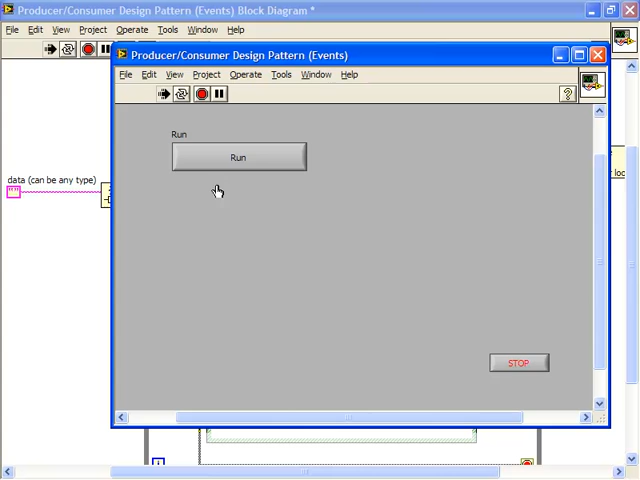 Producer/Consumer Design Pattern (Events) Block Diagram *
File Edit View Project Operate Tools Window Help
Producer/Consumer Design Pattern (Events)
File Edit View Project Operate Tools Window Help
?
Run
Run
data (can be any type)
STOP
i